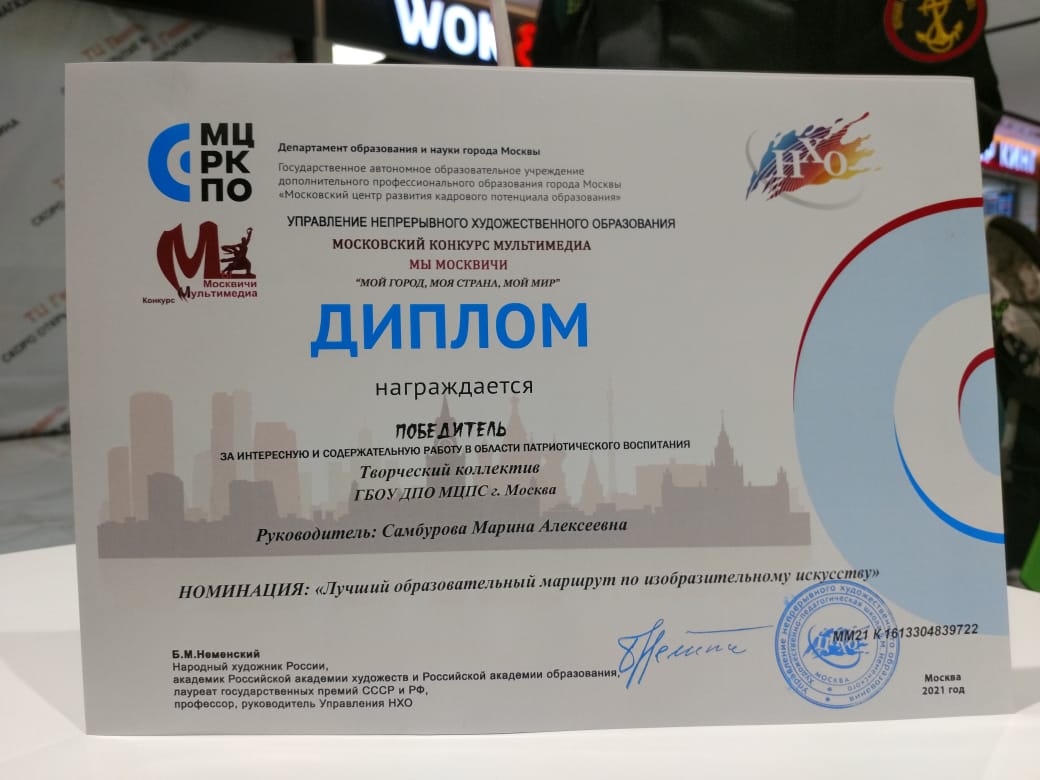 WON
МЦ
РК
ПО
Департамент образования и науки города Москвы
Государственное автономное образовательное учреждение
дополнительного профессионального образования города Москвы
«Московский центр развития кадрового потенциала образования»
НХО
УПРАВЛЕНИЕ НЕПРЕРЫВНОГО ХУДОЖЕСТВЕННОГО ОБРАЗОВАНИЯ
МОСКОВСКИЙ КОНКУРС МУЛЬТИМЕДИА
МЫ МОСКВИЧИ
"МОЙ ГОРОД, МОЯ СТРАНА, МОЙ МИР"
Москвичи
Конкурс Мультимедиа
ДИПЛОМ
награждается
ПОБЕДИТЕЛЬ
ЗА ИНТЕРЕСНУЮ И СОДЕРЖАТЕЛЬНУЮ РАБОТУ В ОБЛАСТИ ПАТРИОТИЧЕСКОГО ВОСПИТАНИЯ
Творческий коллектив
ГБОУ ДПО МЦПС г. Москва
Руководитель: Самбурова Марина Алексеевна
НОМИНАЦИЯ: «Лучший образовательный маршрут по изобразительному искусству»
ММ21 К 1613304839722
МОСКВА
Б.М.Неменский
Народный художник России,
академик Российской академии художеств и Российской академии образования,
лауреат государственных премий СССР и РФ,
профессор, руководитель Управления НХО
Москва
2021 год